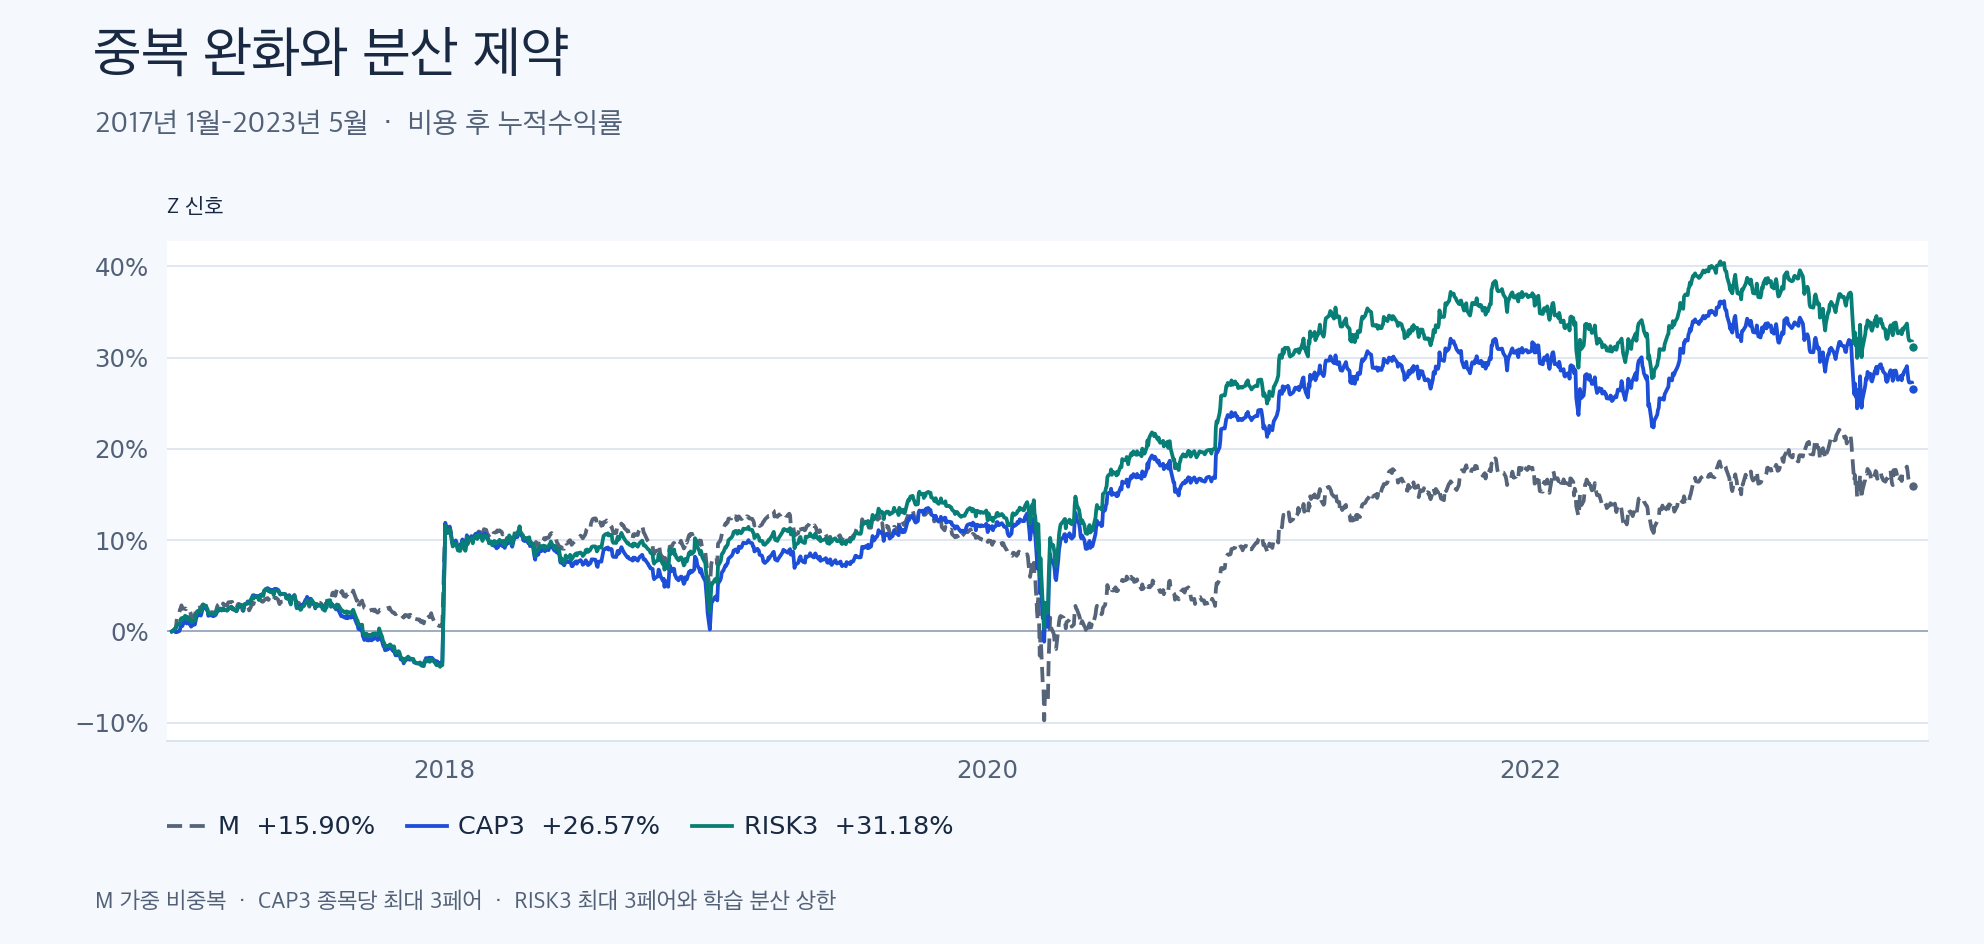 중복 완화와 분산 제약
2017년 1월-2023년 5월 · 비용 후 누적수익률
Z 신호
40%
30%
20%
10%
0%
−10%
2018 2020 2022
M +15.90% CAP3 +26.57% RISK3 +31.18%
M 가중 비중복 · CAP3 종목당 최대 3페어 · RISK3 최대 3페어와 학습 분산 상한